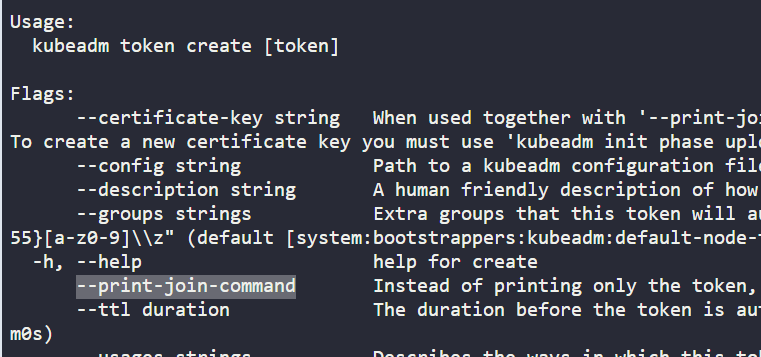 Usage:
kubeadm token create [token]
Flags:
--certificate-key string When used together with '--print-joi
To create a new certificate key you must use 'kubeadm init phase uplo
--config string Path to a kubeadm configuration file
--description string A human friendly description of how
--groups strings Extra groups that this token will au
55}[a-z0-9]\\z" (default [system:bootstrappers:kubeadm:default-node-t
-h, --help help for create
--print-join-command Instead of printing only the token,
--ttl duration The duration before the token is aut
m0s)
--usages strings Describes the ways in which this tok